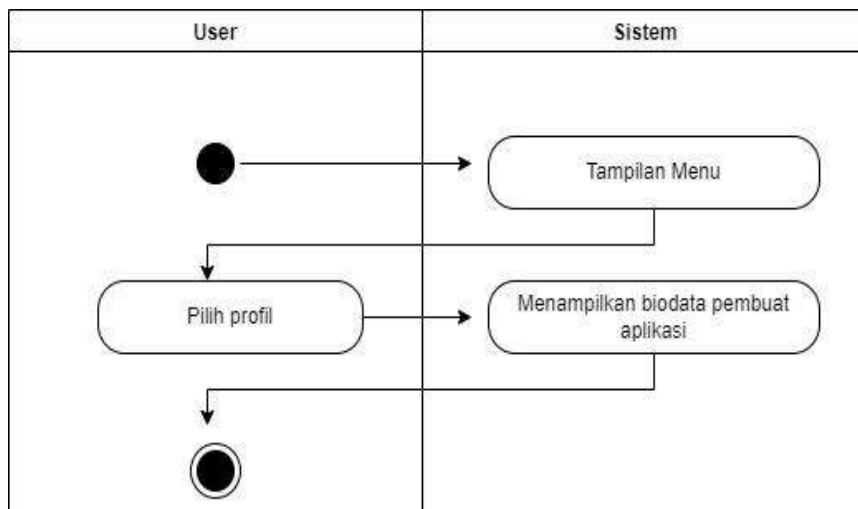 User
Sistem
Tampilan Menu
Pilih profil
Menampilkan biodata pembuat
aplikasi